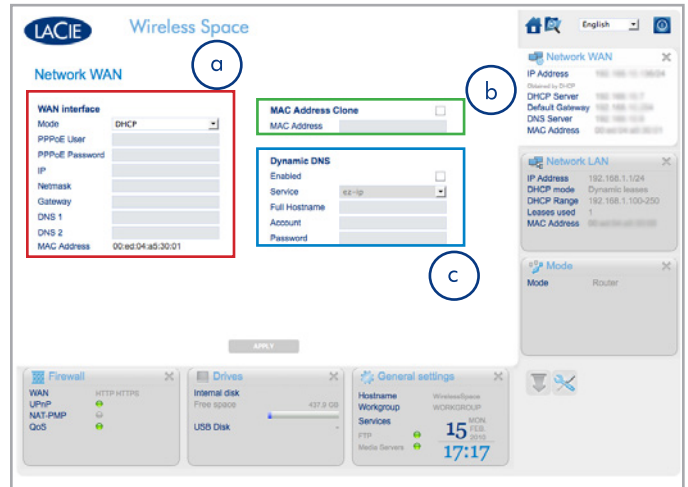 LACIE
Wireless Space
English
a
Network WAN
WAN interface
Mode DHCP
PPPoE User
PPPoE Password
IP
Netmask
Gateway
DNS 1
DNS 2
MAC Address 00:ed:04:a5:30:01
b
MAC Address Clone
MAC Address
Dynamic DNS
Enabled
Service ez-ip
Full Hostname
Account
Password
c
APPLY
Network WAN
IP Address
Obtained by DHCP
DHCP Server
Default Gateway
DNS Server
MAC Address
Network LAN
IP Address 192.168.1.1/24
DHCP mode Dynamic leases
DHCP Range 192.168.1.100-250
Leases used 1
MAC Address
Mode
Mode Router
Firewall
WAN HTTP HTTPS
UPnP
NAT-PMP
QoS
Drives
Internal disk
Free space 437.9 GB
USB Disk -
General settings
Hostname WirelessSpace
Workgroup WORKGROUP
Services
FTP
Media Servers
15 MON. FEB. 2010
17:17